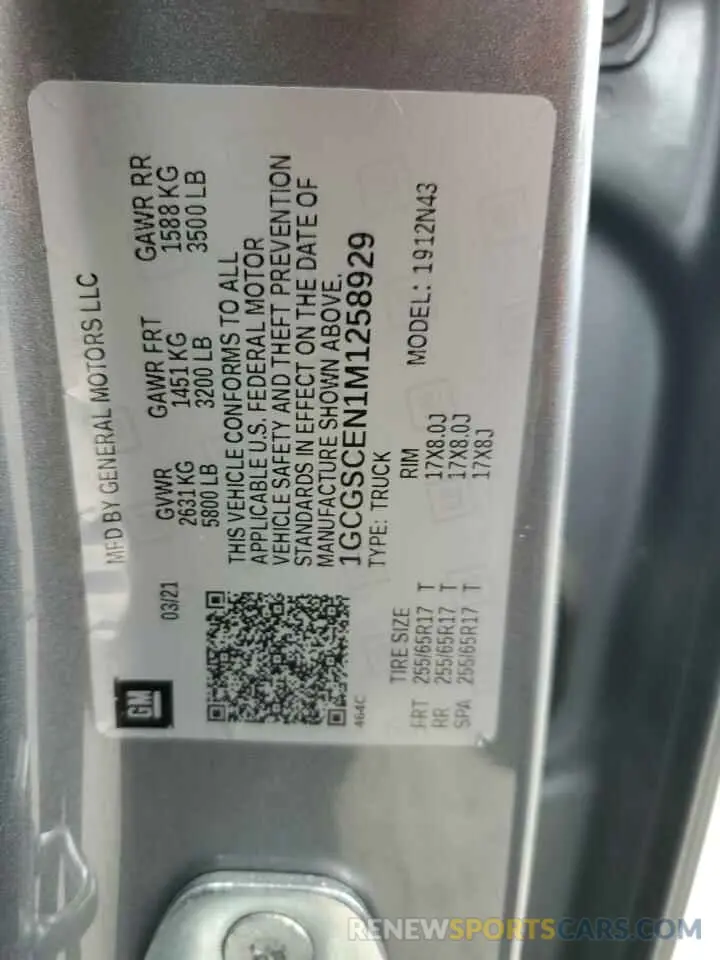 GM
MFD BY GENERAL MOTORS LLC
03/21
GVWR
2631 KG
5800 LB
GAWR FRT
1451 KG
3200 LB
GAWR RR
1588 KG
3500 LB
THIS VEHICLE CONFORMS TO ALL
APPLICABLE U.S. FEDERAL MOTOR
VEHICLE SAFETY AND THEFT PREVENTION
STANDARDS IN EFFECT ON THE DATE OF
MANUFACTURE SHOWN ABOVE.
1GCGSCEN1M1258929
TYPE: TRUCK
MODEL: 1912N43
464C
TIRE SIZE RIM
FRT 255/65R17 T 17X8.0J
RR 255/65R17 T 17X8.0J
SPA 255/65R17 T 17X8J
RENEWSPORTSCARS.COM